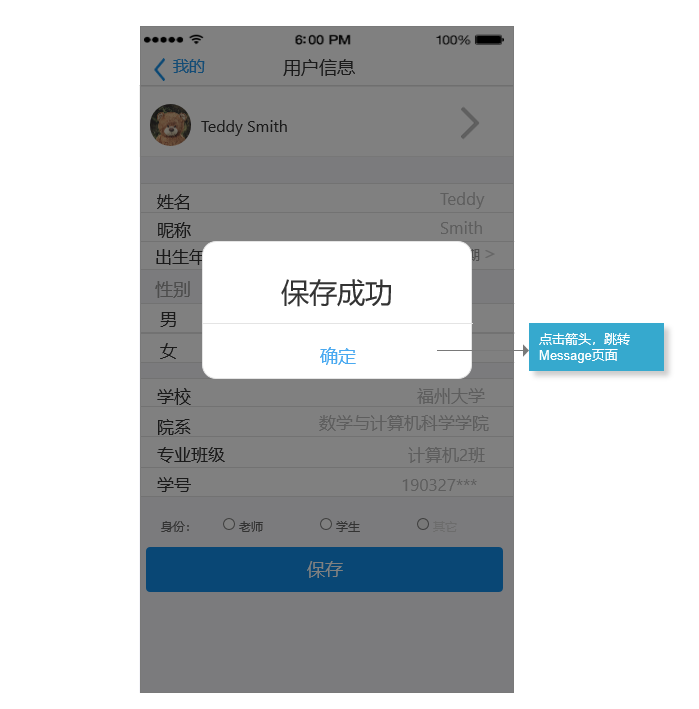 6:00 PM 100%
我的 用户信息
Teddy Smith
姓名 Teddy
昵称 Smith
出生年 期 >
性别
保存成功
男
女
确定
点击箭头，跳转
Message页面
学校 福州大学
院系 数学与计算机科学学院
专业班级 计算机2班
学号 190327***
身份： 老师 学生 其它
保存